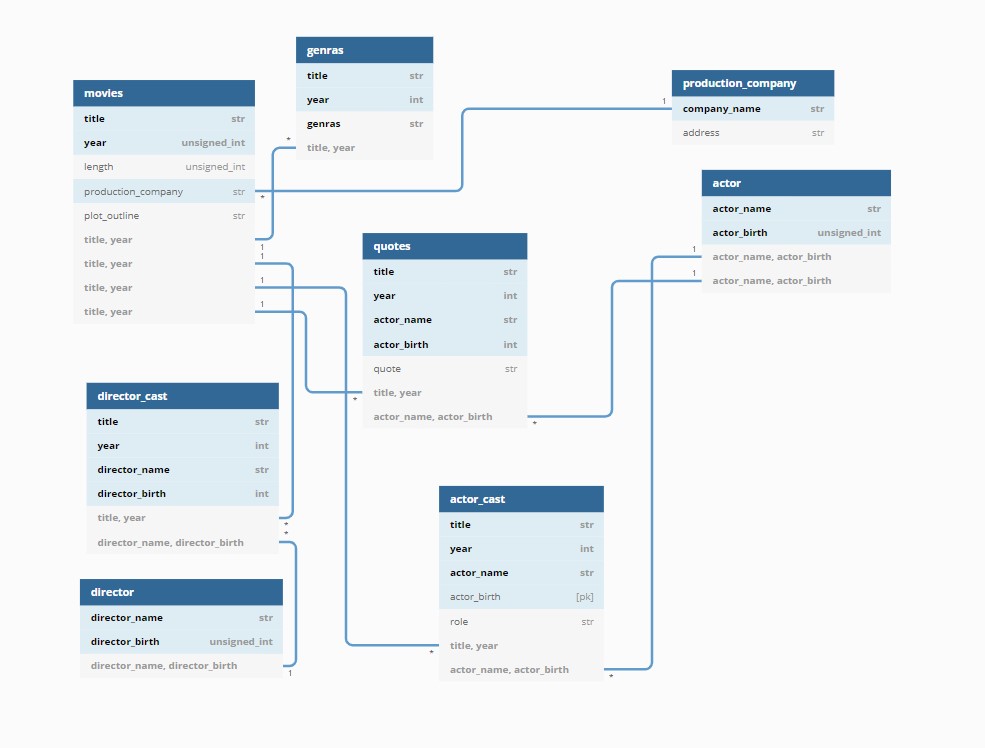 movies
title str
year unsigned_int
length unsigned_int
production_company str
plot_outline str
title, year
title, year
title, year
title, year
genras
title str
year int
genras str
title, year
production_company
company_name str
address str
actor
actor_name str
actor_birth unsigned_int
actor_name, actor_birth
actor_name, actor_birth
quotes
title str
year int
actor_name str
actor_birth int
quote str
title, year
actor_name, actor_birth
director_cast
title str
year int
director_name str
director_birth int
title, year
director_name, director_birth
director
director_name str
director_birth unsigned_int
director_name, director_birth
actor_cast
title str
year int
actor_name str
actor_birth [pk]
role str
title, year
actor_name, actor_birth
*
1
*
1
1
1
1
1
1
*
*
*
*
1
*
*